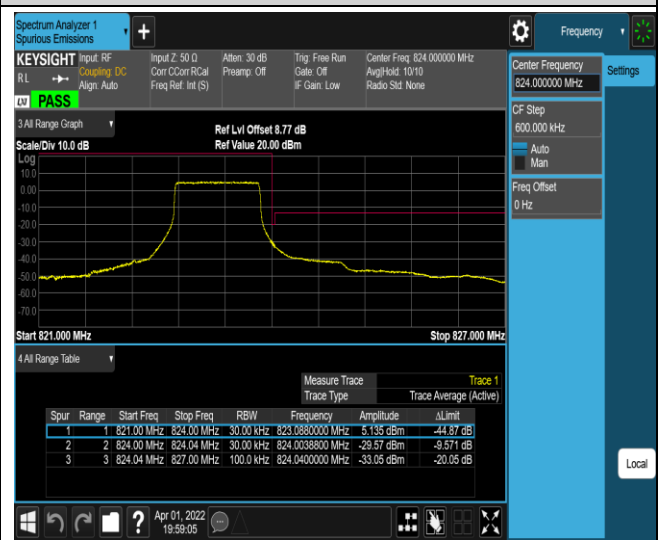 Spectrum Analyzer 1
Spurious Emissions
Frequency
KEYSIGHT Input: RF Input Z: 50 Ω Atten: 30 dB Trig: Free Run Center Freq: 824.000000 MHz
RL Coupling: DC Corr CCorr RCal Preamp: Off Gate: Off Avg|Hold: 10/10
Align: Auto Freq Ref: Int (S) IF Gain: Low Radio Std: None
LXI PASS
Center Frequency
824.000000 MHz
Settings
CF Step
600.000 kHz
Auto
Man
Freq Offset
0 Hz
3 All Range Graph
Ref Lvl Offset 8.77 dB
Scale/Div 10.0 dB Ref Value 20.00 dBm
Log
10.0
0.00
-10.0
-20.0
-30.0
-40.0
-50.0
-60.0
-70.0
Start 821.000 MHz Stop 827.000 MHz
4 All Range Table
Measure Trace Trace 1
Trace Type Trace Average (Active)
Spur Range Start Freq Stop Freq RBW Frequency Amplitude ΔLimit
1 1 821.00 MHz 824.00 MHz 30.00 kHz 823.0880000 MHz 5.135 dBm -44.87 dB
2 2 824.00 MHz 824.04 MHz 30.00 kHz 824.0038800 MHz -29.57 dBm -9.571 dB
3 3 824.04 MHz 827.00 MHz 100.0 kHz 824.0400000 MHz -33.05 dBm -20.05 dB
Local
Apr 01, 2022
19:59:05